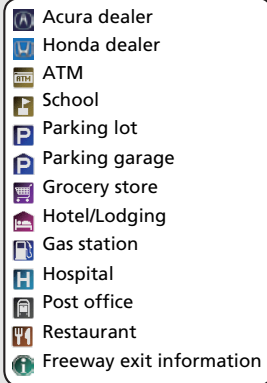 Acura dealer
Honda dealer
ATM ATM
School
P Parking lot
P Parking garage
Grocery store
Hotel/Lodging
Gas station
H Hospital
Post office
Restaurant
i Freeway exit information